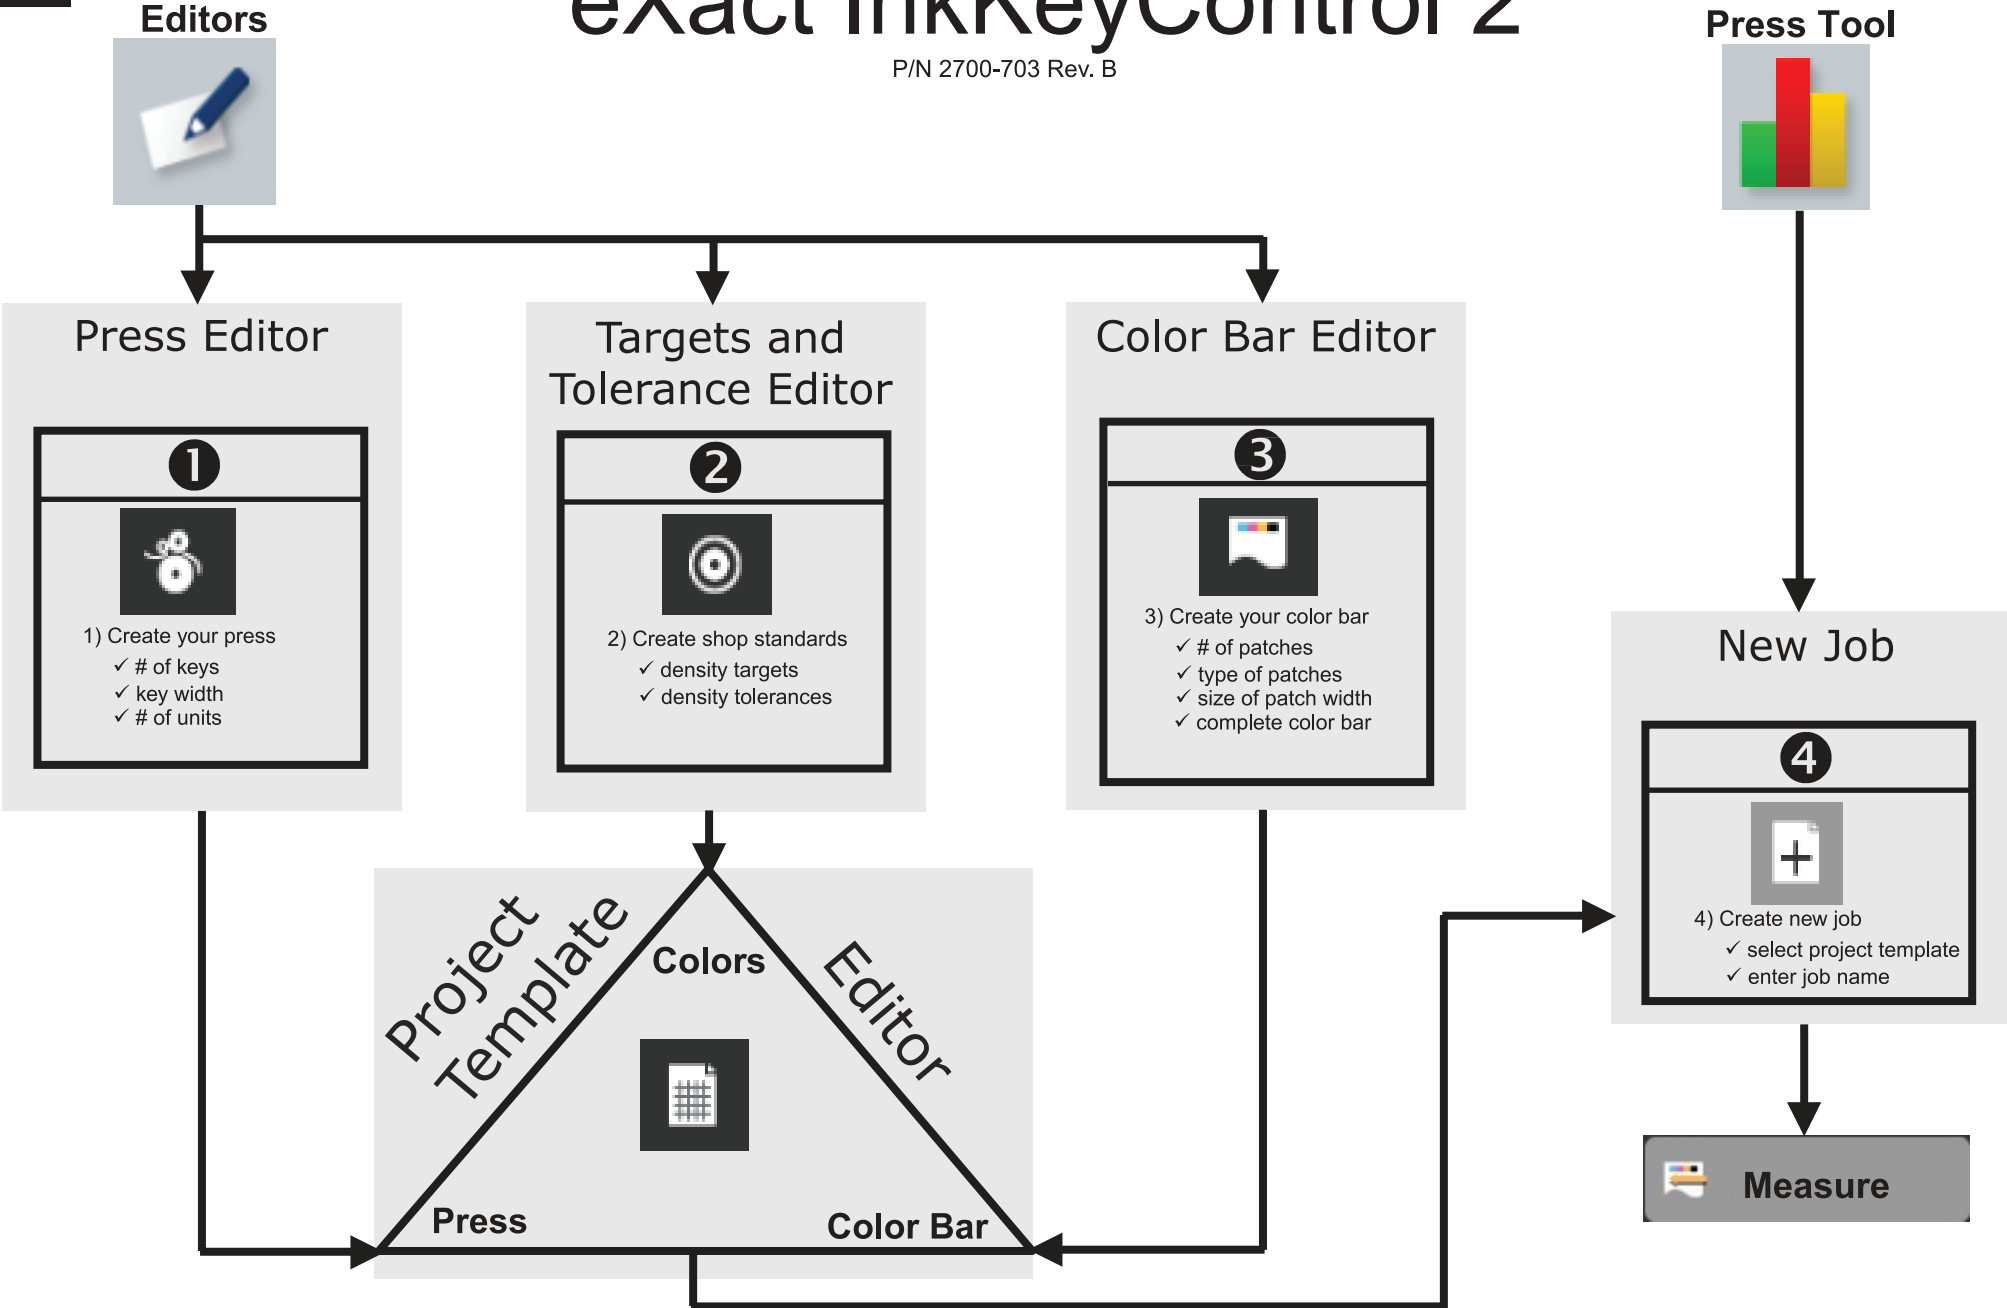 Editors
eXact InkKeyControl 2
P/N 2700-703 Rev. B
Press Tool
Press Editor
1
1) Create your press
✓ # of keys
✓ key width
✓ # of units
Targets and
Tolerance Editor
2
2) Create shop standards
✓ density targets
✓ density tolerances
Color Bar Editor
3
3) Create your color bar
✓ # of patches
✓ type of patches
✓ size of patch width
✓ complete color bar
Project
Template
Editor
Colors
Press
Color Bar
New Job
4
4) Create new job
✓ select project template
✓ enter job name
Measure